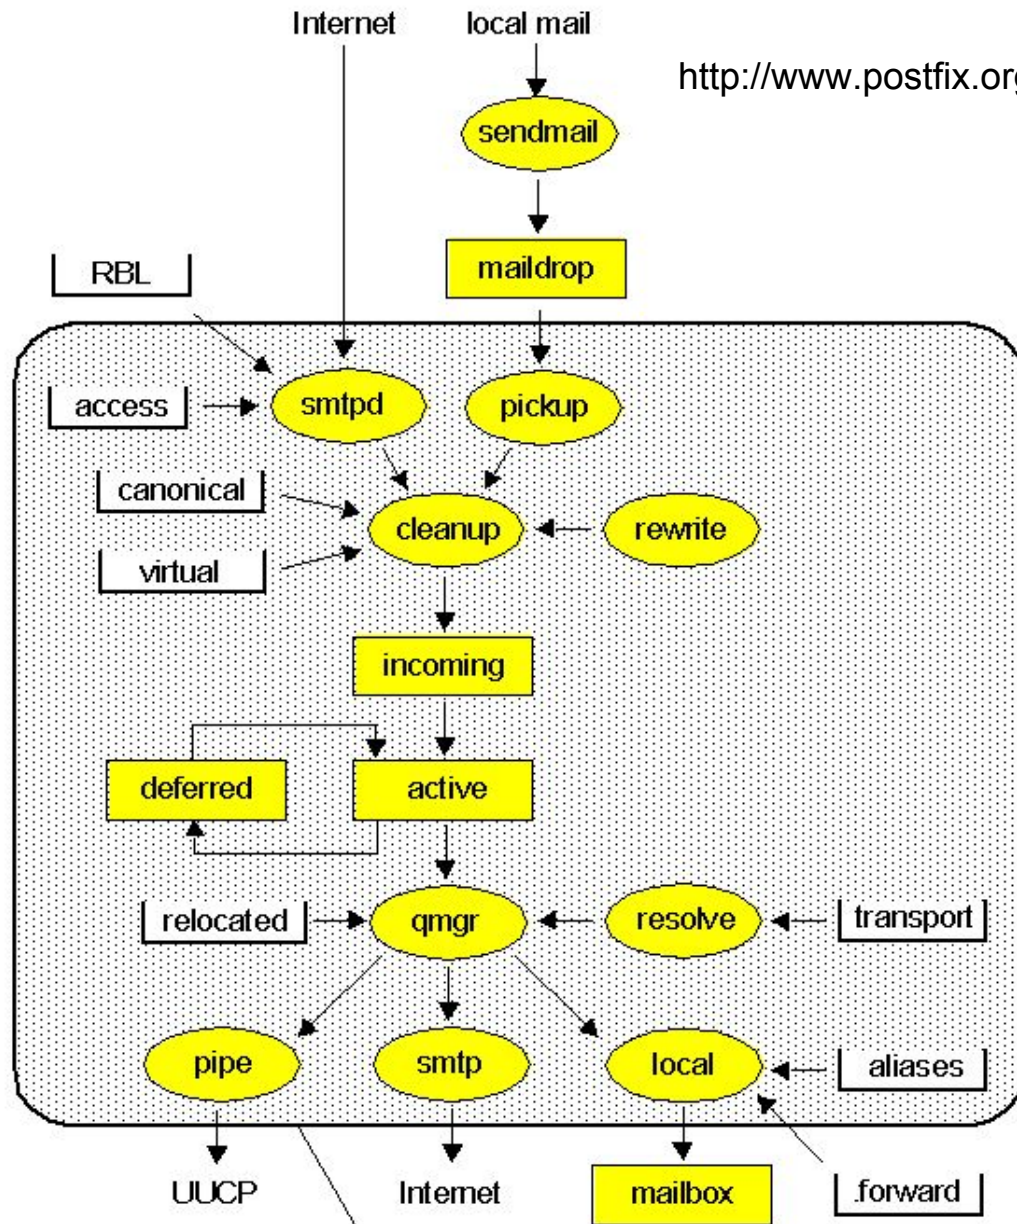 Internet
local mail
http://www.postfix.org
sendmail
maildrop
RBL
smtpd
pickup
access
canonical
cleanup
rewrite
virtual
incoming
deferred
active
relocated
qmgr
resolve
transport
pipe
smtp
local
aliases
UUCP
Internet
mailbox
.forward